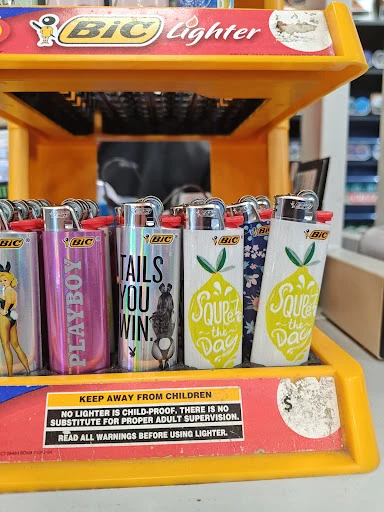 BIC Lighter
BIC
BIC
BIC
BIC
BIC
BIC
PLAYBOY
TAILS
YOU
WIN
SQUEEZE
the
DAY
SQUEEZE
the
DAY
$
KEEP AWAY FROM CHILDREN
NO LIGHTER IS CHILD-PROOF. THERE IS NO
SUBSTITUTE FOR PROPER ADULT SUPERVISION.
READ ALL WARNINGS BEFORE USING LIGHTER.